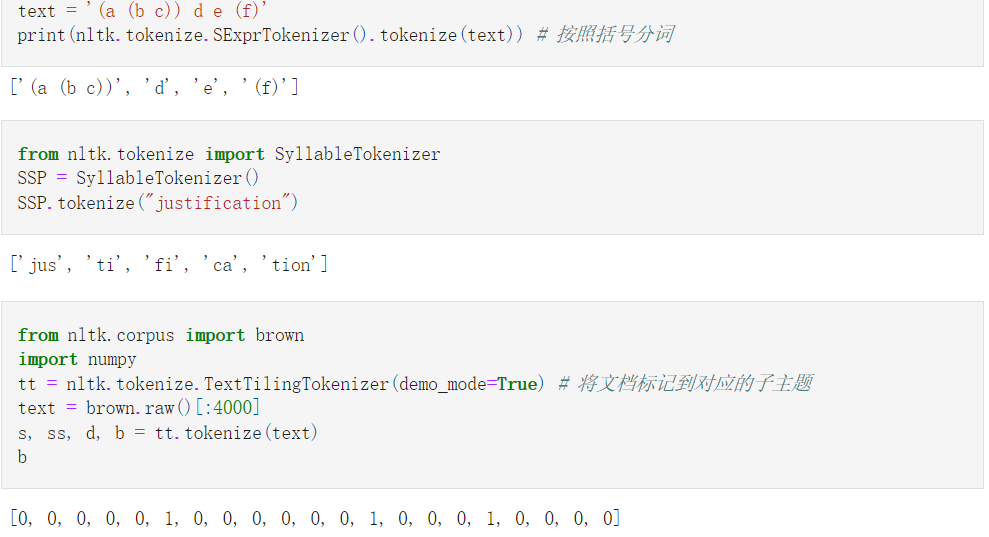 text = '(a (b c)) d e (f)'
print(nltk.tokenize.SExprTokenizer().tokenize(text)) # 按照括号分词
['(a (b c))', 'd', 'e', '(f)']
from nltk.tokenize import SyllableTokenizer
SSP = SyllableTokenizer()
SSP.tokenize("justification")
['jus', 'ti', 'fi', 'ca', 'tion']
from nltk.corpus import brown
import numpy
tt = nltk.tokenize.TextTilingTokenizer(demo_mode=True) # 将文档标记到对应的子主题
text = brown.raw()[:4000]
s, ss, d, b = tt.tokenize(text)
b
[0, 0, 0, 0, 0, 1, 0, 0, 0, 0, 0, 0, 1, 0, 0, 0, 1, 0, 0, 0, 0]